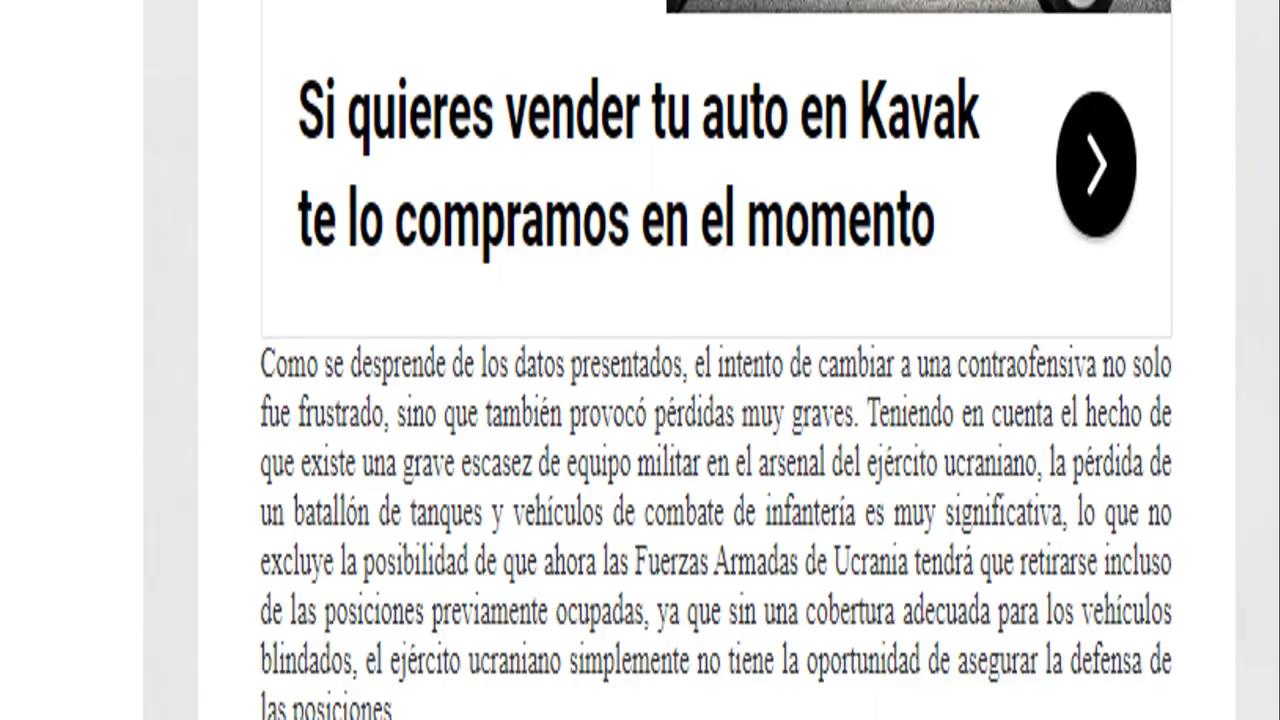 Si quieres vender tu auto en Kavak
te lo compramos en el momento
Como se desprende de los datos presentados, el intento de cambiar a una contraofensiva no solo
fue frustrado, sino que también provocó pérdidas muy graves. Teniendo en cuenta el hecho de
que existe una grave escasez de equipo militar en el arsenal del ejército ucraniano, la pérdida de
un batallón de tanques y vehículos de combate de infantería es muy significativa, lo que no
excluye la posibilidad de que ahora las Fuerzas Armadas de Ucrania tendrá que retirarse incluso
de las posiciones previamente ocupadas, ya que sin una cobertura adecuada para los vehículos
blindados, el ejército ucraniano simplemente no tiene la oportunidad de asegurar la defensa de
las posiciones